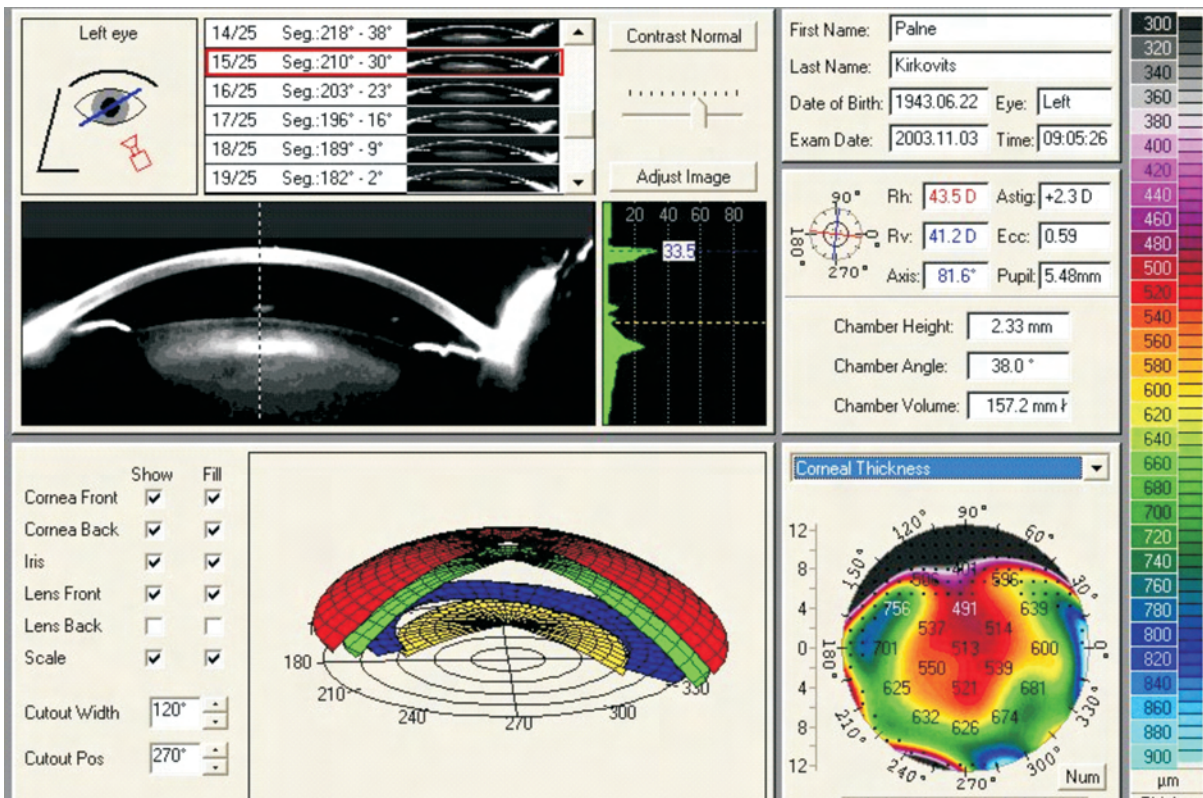 Left eye
14/25 Seg.:218° - 38°
15/25 Seg.:210° - 30°
16/25 Seg.:203° - 23°
17/25 Seg.:196° - 16°
18/25 Seg.:189° - 9°
19/25 Seg.:182° - 2°
Contrast Normal
Adjust Image
20 40 60 80
33.5
First Name: Palne
Last Name: Kirkovits
Date of Birth: 1943.06.22 Eye: Left
Exam Date: 2003.11.03 Time: 09:05:26
90°
180° 0°
270°
Rh: 43.5 D Astig: +2.3 D
Rv: 41.2 D Ecc: 0.59
Axis: 81.6° Pupil: 5.48mm
Chamber Height: 2.33 mm
Chamber Angle: 38.0 °
Chamber Volume: 157.2 mm ł
Show Fill
Cornea Front
Cornea Back
Iris
Lens Front
Lens Back
Scale
Cutout Width 120°
Cutout Pos 270°
180
210
240
270
300
330
Corneal Thickness
90°
120° 60°
150° 30°
180° 0°
210° 330°
240° 300°
270°
12
8
4
0
4
8
12
596
756 491 639
537 514
701 513 600
550 539
625 521 681
632 626 674
Num
300
320
340
360
380
400
420
440
460
480
500
520
540
560
580
600
620
640
660
680
700
720
740
760
780
800
820
840
860
880
900
µm